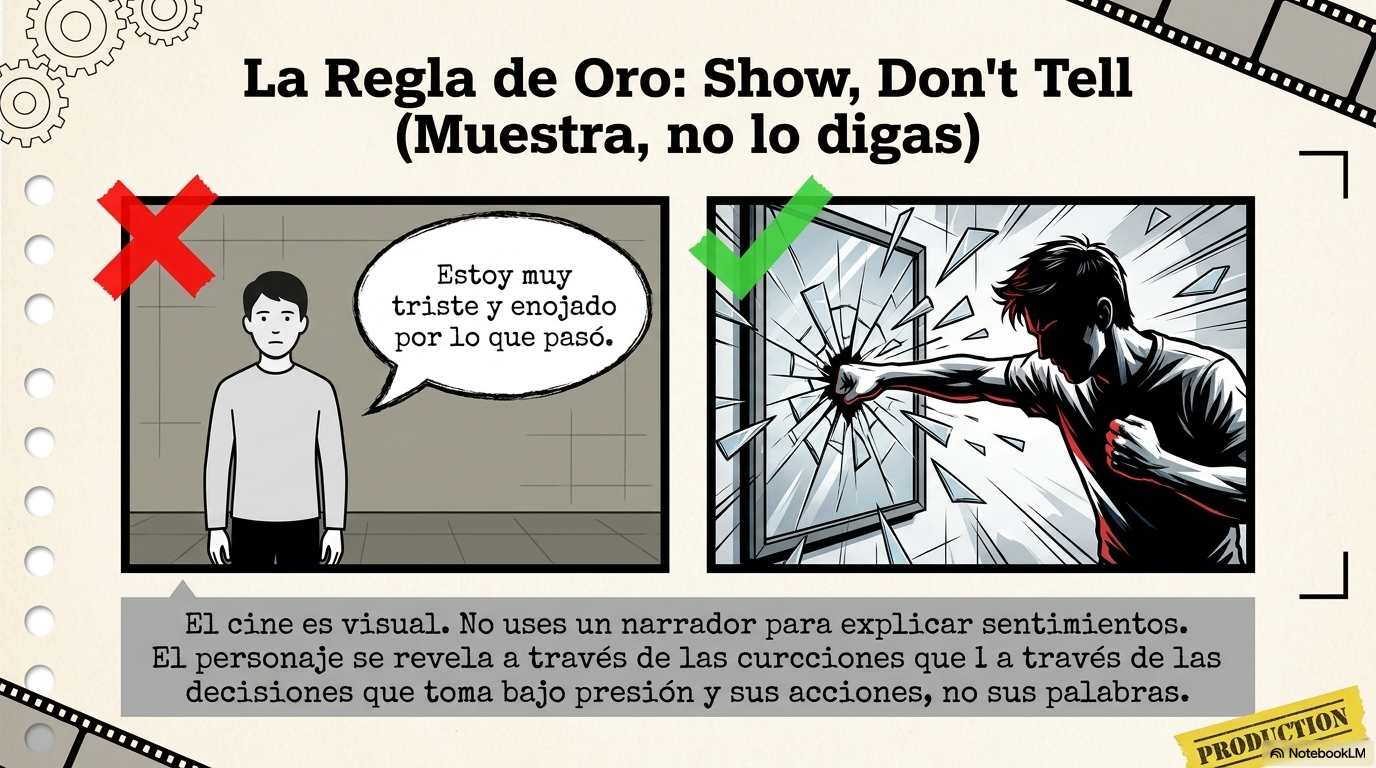 La Regla de Oro: Show, Don't Tell
(Muestra, no lo digas)
Estoy muy
triste y enojado
por lo que pasó.
El cine es visual. No uses un narrador para explicar sentimientos.
El personaje se revela a través de las curcciones que l a través de las
decisiones que toma bajo presión y sus acciones, no sus palabras.
PRODUCTION
NotebookLM